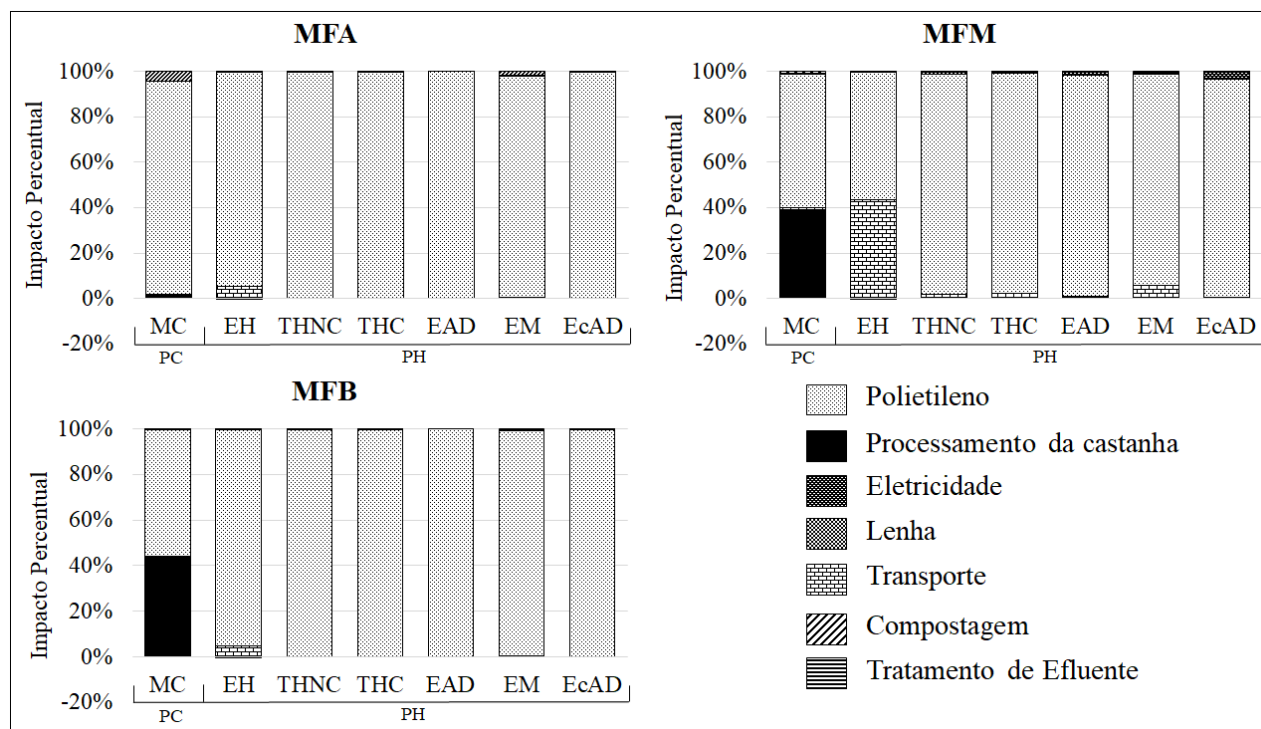 MFA
Impacto Percentual
100%
80%
60%
40%
20%
0%
-20%
MC EH THNC THC EAD EM EcAD
PC PH
MFM
Impacto Percentual
100%
80%
60%
40%
20%
0%
-20%
MC EH THNC THC EAD EM EcAD
PC PH
MFB
Impacto Percentual
100%
80%
60%
40%
20%
0%
-20%
MC EH THNC THC EAD EM EcAD
PC PH
Polietileno
Processamento da castanha
Eletricidade
Lenha
Transporte
Compostagem
Tratamento de Efluente